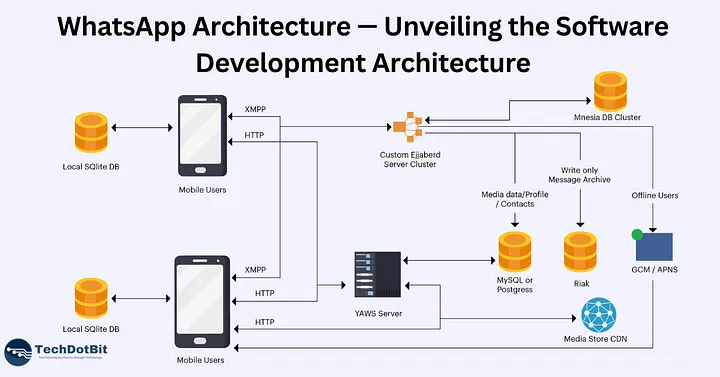 WhatsApp Architecture — Unveiling the Software
Development Architecture
XMPP
HTTP
Local SQlite DB
Mobile Users
Custom Ejjaberd
Server Cluster
Mnesia DB Cluster
Media data/Profile
/ Contacts
Write only
Message Archive
Offline Users
XMPP
HTTP
HTTP
Local SQlite DB
Mobile Users
YAWS Server
MySQL or
Postgress
Riak
GCM / APNS
Media Store CDN
TechDotBit